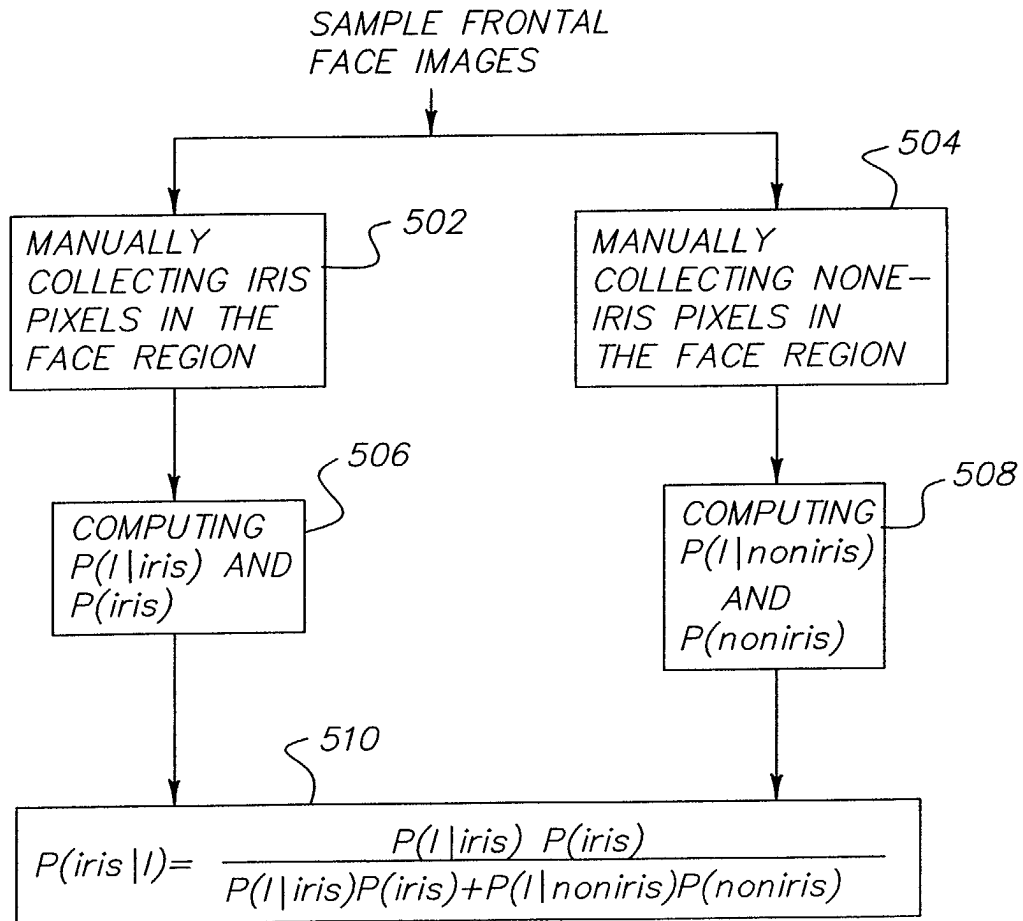 SAMPLE FRONTAL
FACE IMAGES
504
502
MANUALLY
COLLECTING IRIS
PIXELS IN THE
FACE REGION
MANUALLY
COLLECTING NONE-
IRIS PIXELS IN
THE FACE REGION
506
508
COMPUTING
P(I|iris) AND
P(iris)
COMPUTING
P(I|noniris)
AND
P(noniris)
510
P(iris|I)=
P(I|iris) P(iris)
P(I|iris)P(iris)+P(I|noniris)P(noniris)